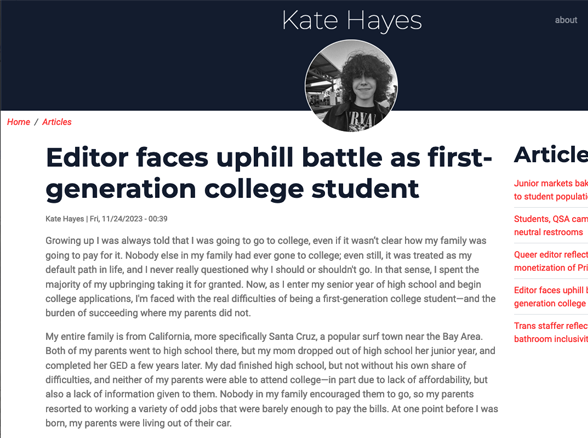 Kate Hayes
about
Home / Articles
Editor faces uphill battle as first-
generation college student
Kate Hayes | Fri, 11/24/2023 - 00:39
Growing up I was always told that I was going to go to college, even if it wasn't clear how my family was
going to pay for it. Nobody else in my family had ever gone to college; even still, it was treated as my
default path in life, and I never really questioned why I should or shouldn't go. In that sense, I spent the
majority of my upbringing taking it for granted. Now, as I enter my senior year of high school and begin
college applications, I'm faced with the real difficulties of being a first-generation college student—and the
burden of succeeding where my parents did not.
My entire family is from California, more specifically Santa Cruz, a popular surf town near the Bay Area.
Both of my parents went to high school there, but my mom dropped out of high school her junior year, and
completed her GED a few years later. My dad finished high school, but not without his own share of
difficulties, and neither of my parents were able to attend college—in part due to lack of affordability, but
also a lack of information given to them. Nobody in my family encouraged them to go, so my parents
resorted to working a variety of odd jobs that were barely enough to pay the bills. At one point before I was
born, my parents were living out of their car.
Article
Junior markets bak
to student populati
Students, QSA cam
neutral restrooms
Queer editor reflect
monetization of Pri
Editor faces uphill b
generation college
Trans staffer reflec
bathroom inclusivit